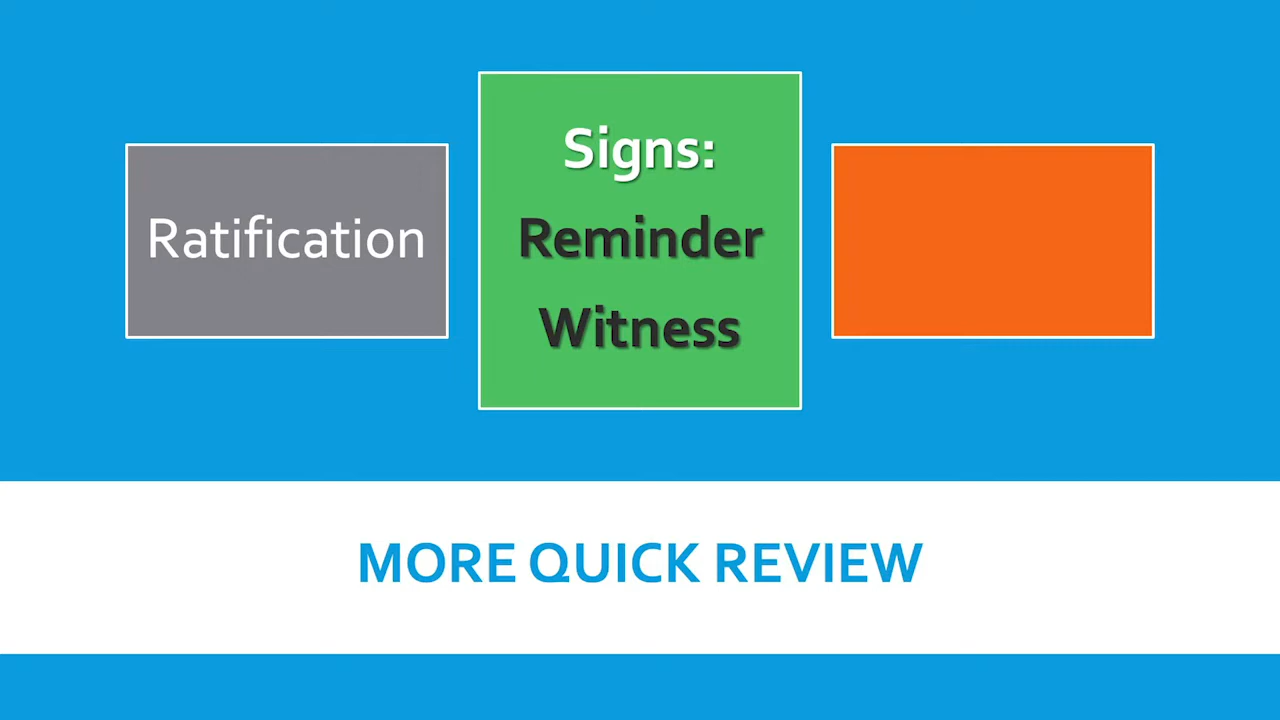 Ratification
Signs:
Reminder
Witness
MORE QUICK REVIEW